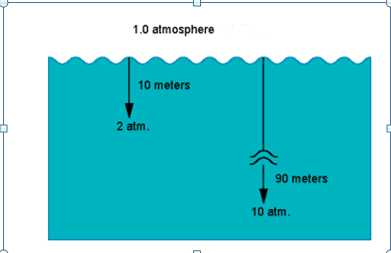 1.0 atmosphere
10 meters
2 atm.
90 meters
10 atm.